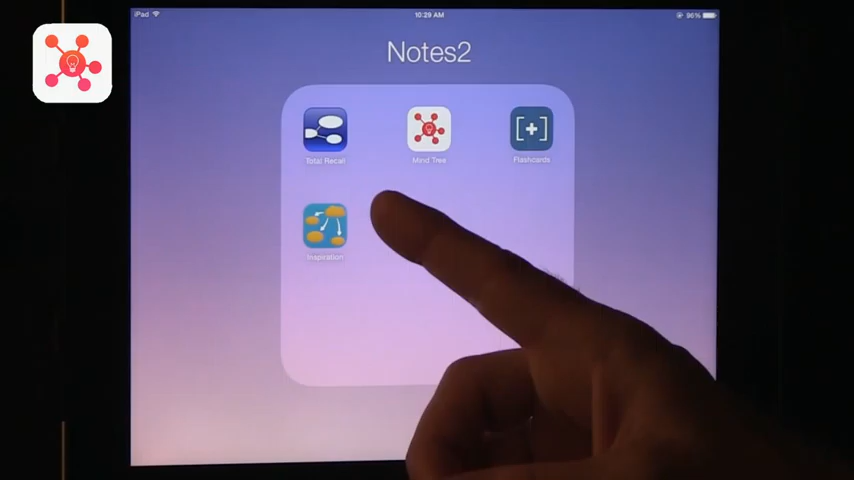 iPad
10:29 AM
96%
Notes2
Total Recall
Mind Tree
Flashcards
Inspiration